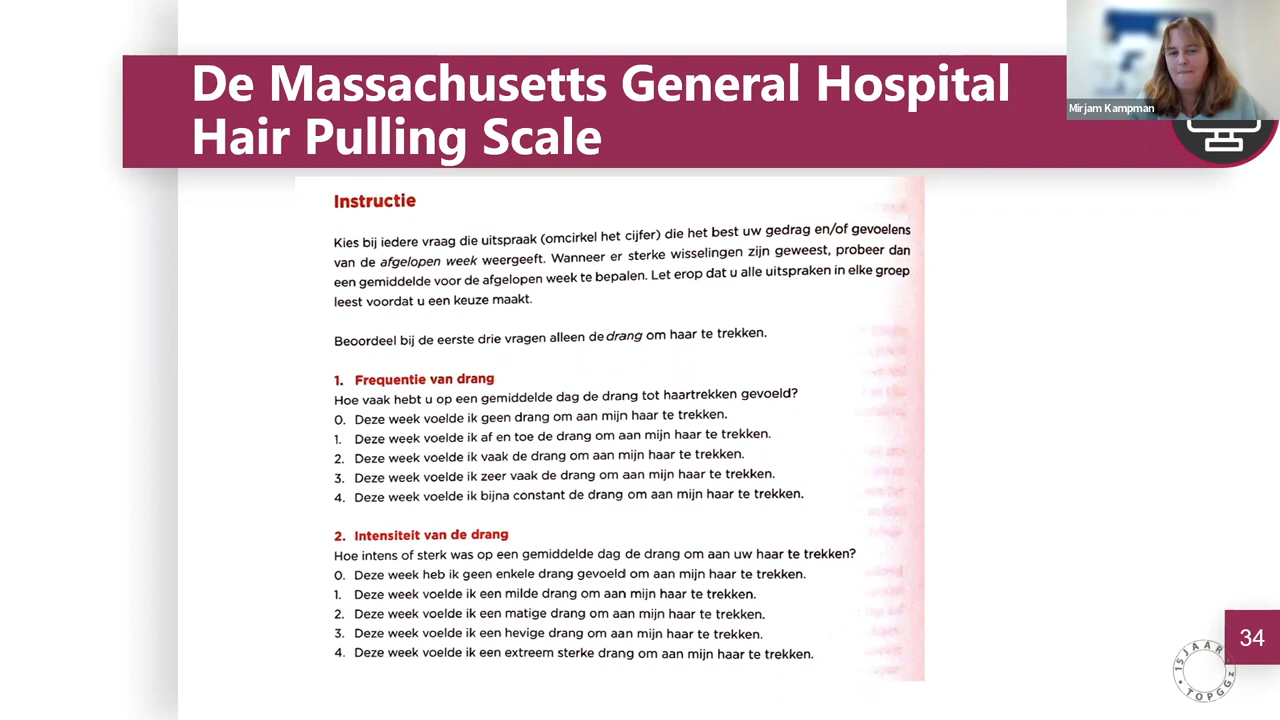 De Massachusetts General Hospital
Hair Pulling Scale
Mirjam Kampman
Instructie
Kies bij iedere vraag die uitspraak (omcirkel het cijfer) die het best uw gedrag en/of gevoelens
van de afgelopen week weergeeft. Wanneer er sterke wisselingen zijn geweest, probeer dan
een gemiddelde voor de afgelopen week te bepalen. Let erop dat u alle uitspraken in elke groep
leest voordat u een keuze maakt.
Beoordeel bij de eerste drie vragen alleen de drang om haar te trekken.
1. Frequentie van drang
Hoe vaak hebt u op een gemiddelde dag de drang tot haartrekken gevoeld?
0. Deze week voelde ik geen drang om aan mijn haar te trekken.
1. Deze week voelde ik af en toe de drang om aan mijn haar te trekken.
2. Deze week voelde ik vaak de drang om aan mijn haar te trekken.
3. Deze week voelde ik zeer vaak de drang om aan mijn haar te trekken.
4. Deze week voelde ik bijna constant de drang om aan mijn haar te trekken.
2. Intensiteit van de drang
Hoe intens of sterk was op een gemiddelde dag de drang om aan uw haar te trekken?
0. Deze week heb ik geen enkele drang gevoeld om aan mijn haar te trekken.
1. Deze week voelde ik een milde drang om aan mijn haar te trekken.
2. Deze week voelde ik een matige drang om aan mijn haar te trekken.
3. Deze week voelde ik een hevige drang om aan mijn haar te trekken.
4. Deze week voelde ik een extreem sterke drang om aan mijn haar te trekken.
34
15 JAAR
TOPGGz